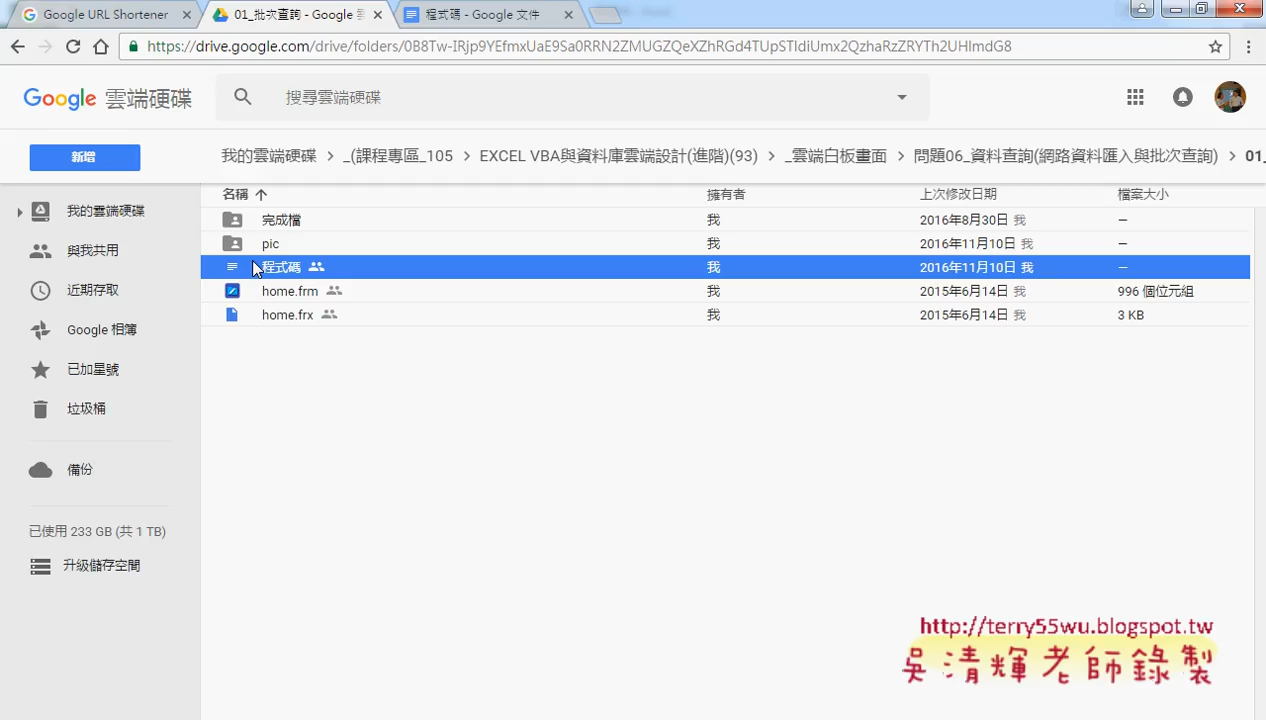 Google URL Shortener
01_批次查詢 - Google 雲
程式碼 - Google 文件
https://drive.google.com/drive/folders/0B8Tw-IRjp9YEfmxUaE9Sa0RRN2ZMUGZQeXZhRGd4TUpSTldiUmx2QzhaRzZRYTh2UHlmdG8
Google 雲端硬碟
搜尋雲端硬碟
新增
我的雲端硬碟 > _(課程專區_105 > EXCEL VBA與資料庫雲端設計(進階)(93) > _雲端白板畫面 > 問題06_資料查詢(網路資料匯入與批次查詢) > 01_
名稱 ↑ 擁有者 上次修改日期 檔案大小
我的雲端硬碟
與我共用
近期存取
Google 相簿
已加星號
垃圾桶
備份
已使用 233 GB (共 1 TB)
升級儲存空間
完成檔 我 2016年8月30日 我 —
pic 我 2016年11月10日 我 —
程式碼 我 2016年11月10日 我 —
home.frm 我 2015年6月14日 我 996 個位元組
home.frx 我 2015年6月14日 我 3 KB
http://terry55wu.blogspot.tw
吳清輝老師錄製